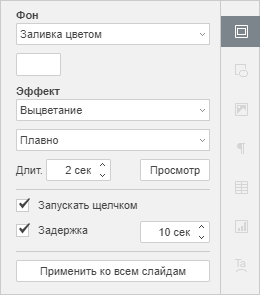 Фон
Заливка цветом
Эффект
Выцветание
Плавно
Длит. 2 сек Просмотр
Запускать щелчком
Задержка 10 сек
Применить ко всем слайдам
Ta